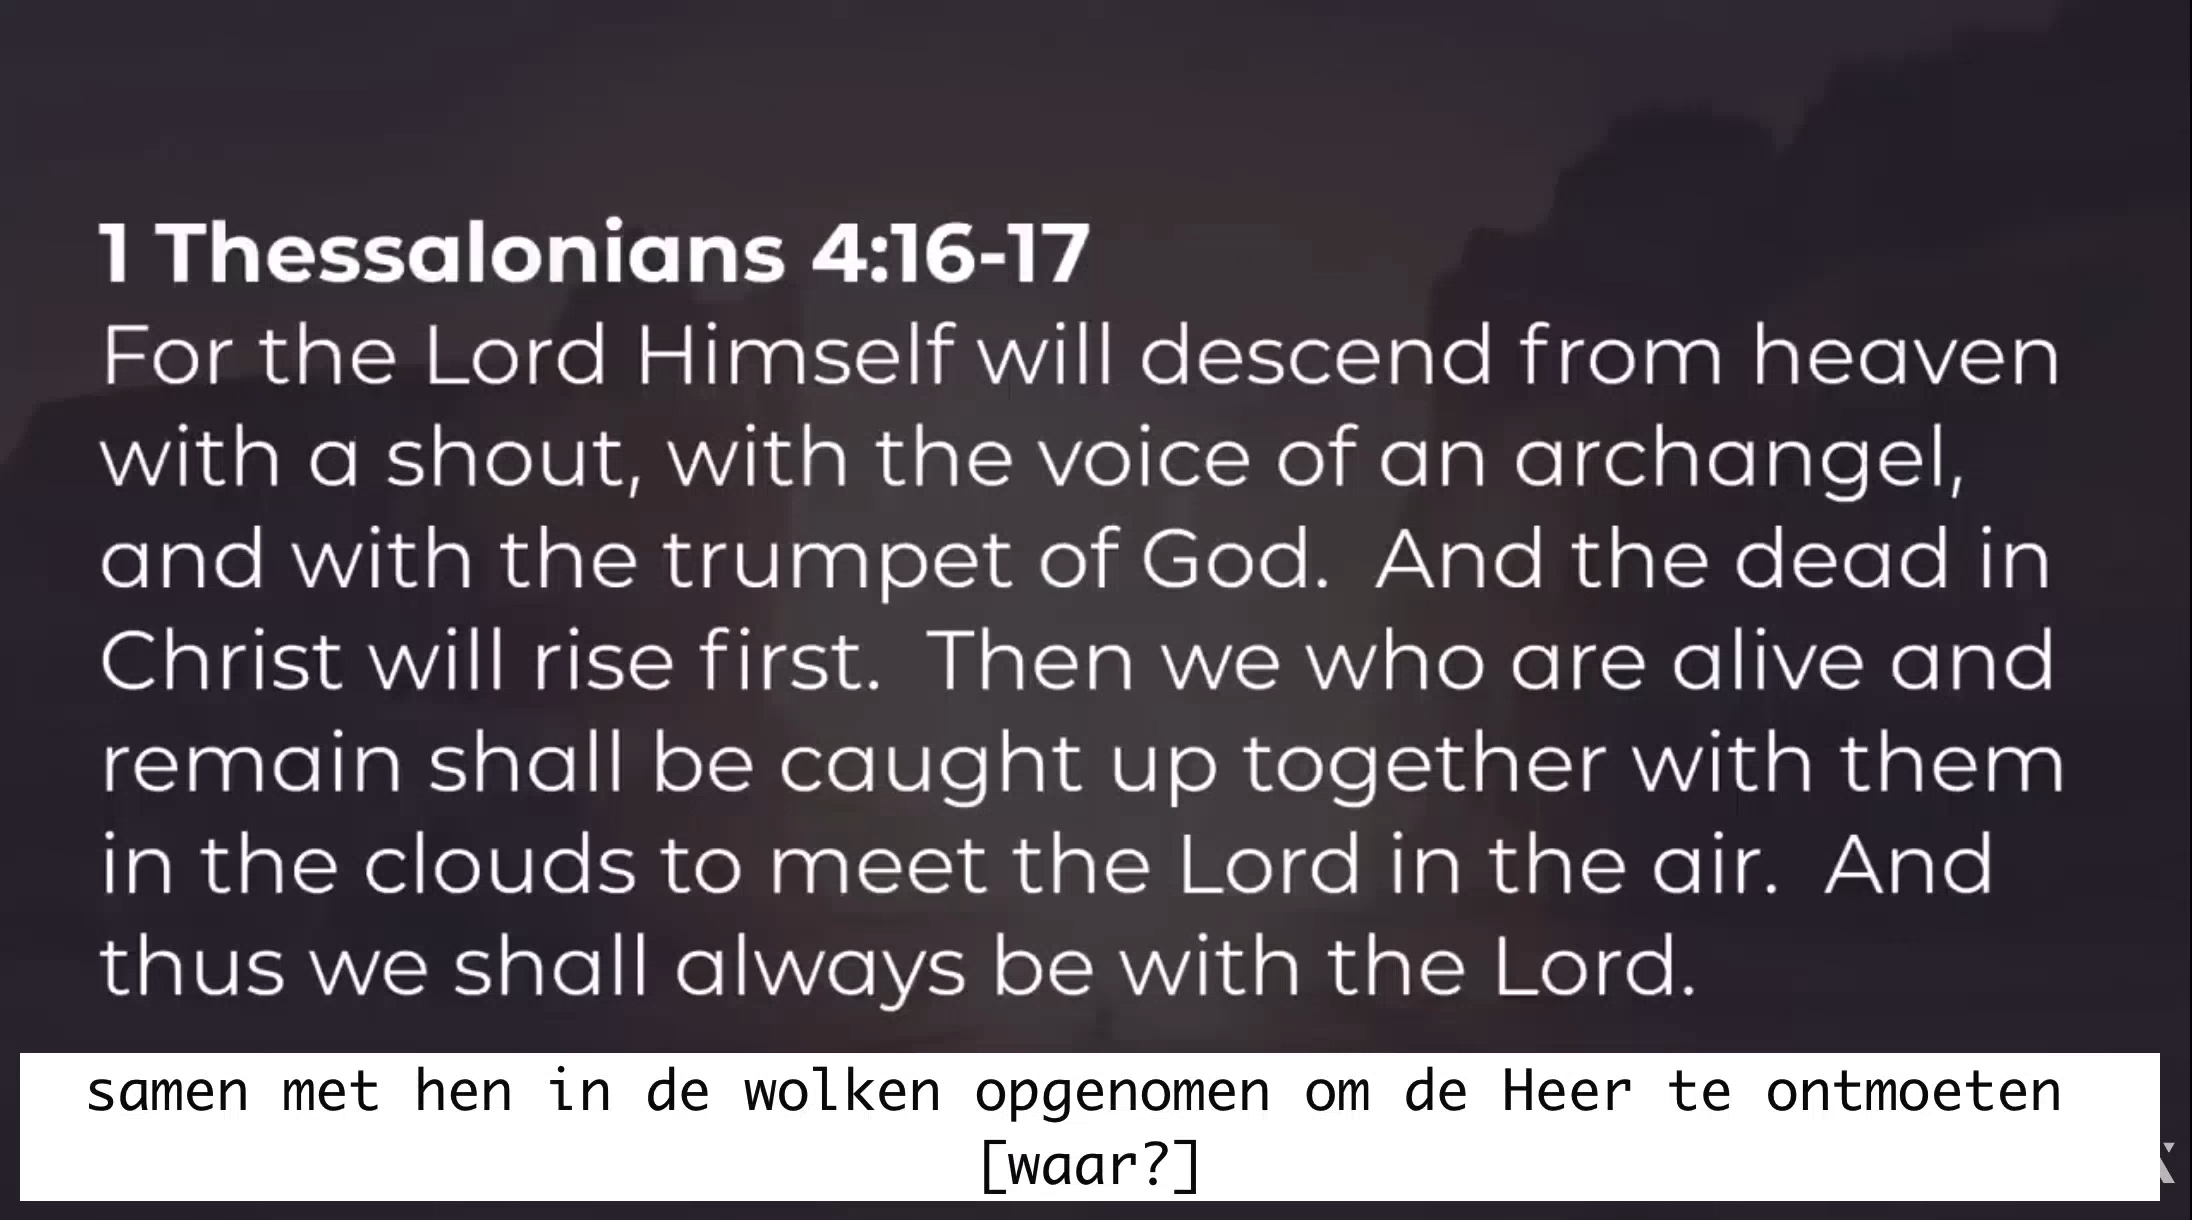 1 Thessalonians 4:16-17
For the Lord Himself will descend from heaven
with a shout, with the voice of an archangel,
and with the trumpet of God.  And the dead in
Christ will rise first.  Then we who are alive and
remain shall be caught up together with them
in the clouds to meet the Lord in the air.  And
thus we shall always be with the Lord.
samen met hen in de wolken opgenomen om de Heer te ontmoeten
[waar?]